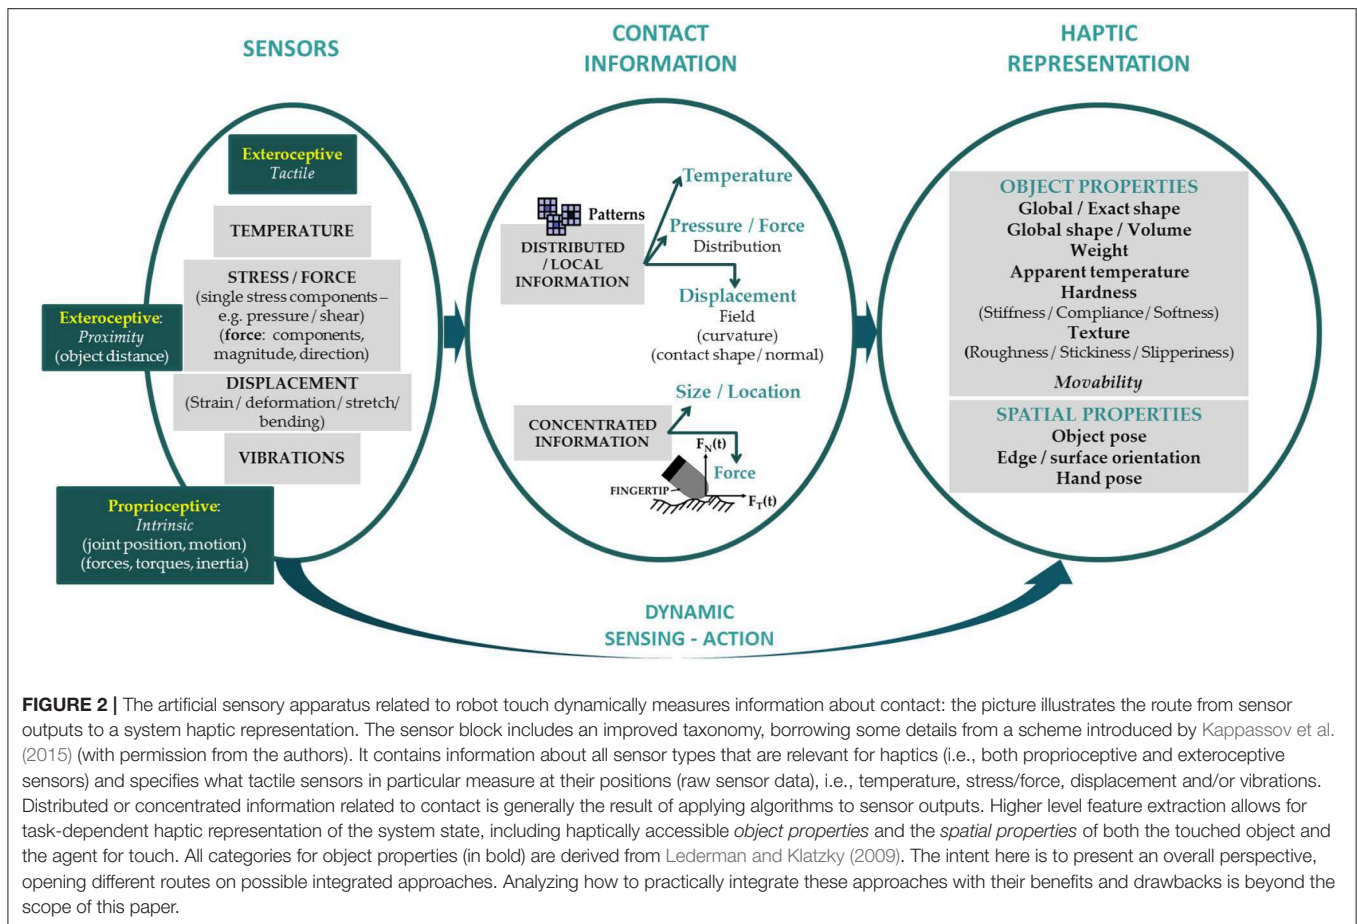 SENSORS
Exteroceptive
Tactile
TEMPERATURE
STRESS / FORCE
(single stress components –
e.g. pressure / shear)
(force: components,
magnitude, direction)
Exteroceptive:
Proximity
(object distance)
DISPLACEMENT
(Strain / deformation / stretch/
bending)
VIBRATIONS
Proprioceptive:
Intrinsic
(joint position, motion)
(forces, torques, inertia)
CONTACT
INFORMATION
Patterns
DISTRIBUTED
/ LOCAL
INFORMATION
Temperature
Pressure / Force
Distribution
Displacement
Field
(curvature)
(contact shape / normal)
CONCENTRATED
INFORMATION
Size / Location
Force
FN(t)
FINGERTIP
FT(t)
HAPTIC
REPRESENTATION
OBJECT PROPERTIES
Global / Exact shape
Global shape / Volume
Weight
Apparent temperature
Hardness
(Stiffness / Compliance / Softness)
Texture
(Roughness / Stickiness / Slipperiness)
Movability
SPATIAL PROPERTIES
Object pose
Edge / surface orientation
Hand pose
DYNAMIC
SENSING - ACTION
FIGURE 2 | The artificial sensory apparatus related to robot touch dynamically measures information about contact: the picture illustrates the route from sensor
outputs to a system haptic representation. The sensor block includes an improved taxonomy, borrowing some details from a scheme introduced by Kappassov et al.
(2015) (with permission from the authors). It contains information about all sensor types that are relevant for haptics (i.e., both proprioceptive and exteroceptive
sensors) and specifies what tactile sensors in particular measure at their positions (raw sensor data), i.e., temperature, stress/force, displacement and/or vibrations.
Distributed or concentrated information related to contact is generally the result of applying algorithms to sensor outputs. Higher level feature extraction allows for
task-dependent haptic representation of the system state, including haptically accessible object properties and the spatial properties of both the touched object and
the agent for touch. All categories for object properties (in bold) are derived from Lederman and Klatzky (2009). The intent here is to present an overall perspective,
opening different routes on possible integrated approaches. Analyzing how to practically integrate these approaches with their benefits and drawbacks is beyond the
scope of this paper.